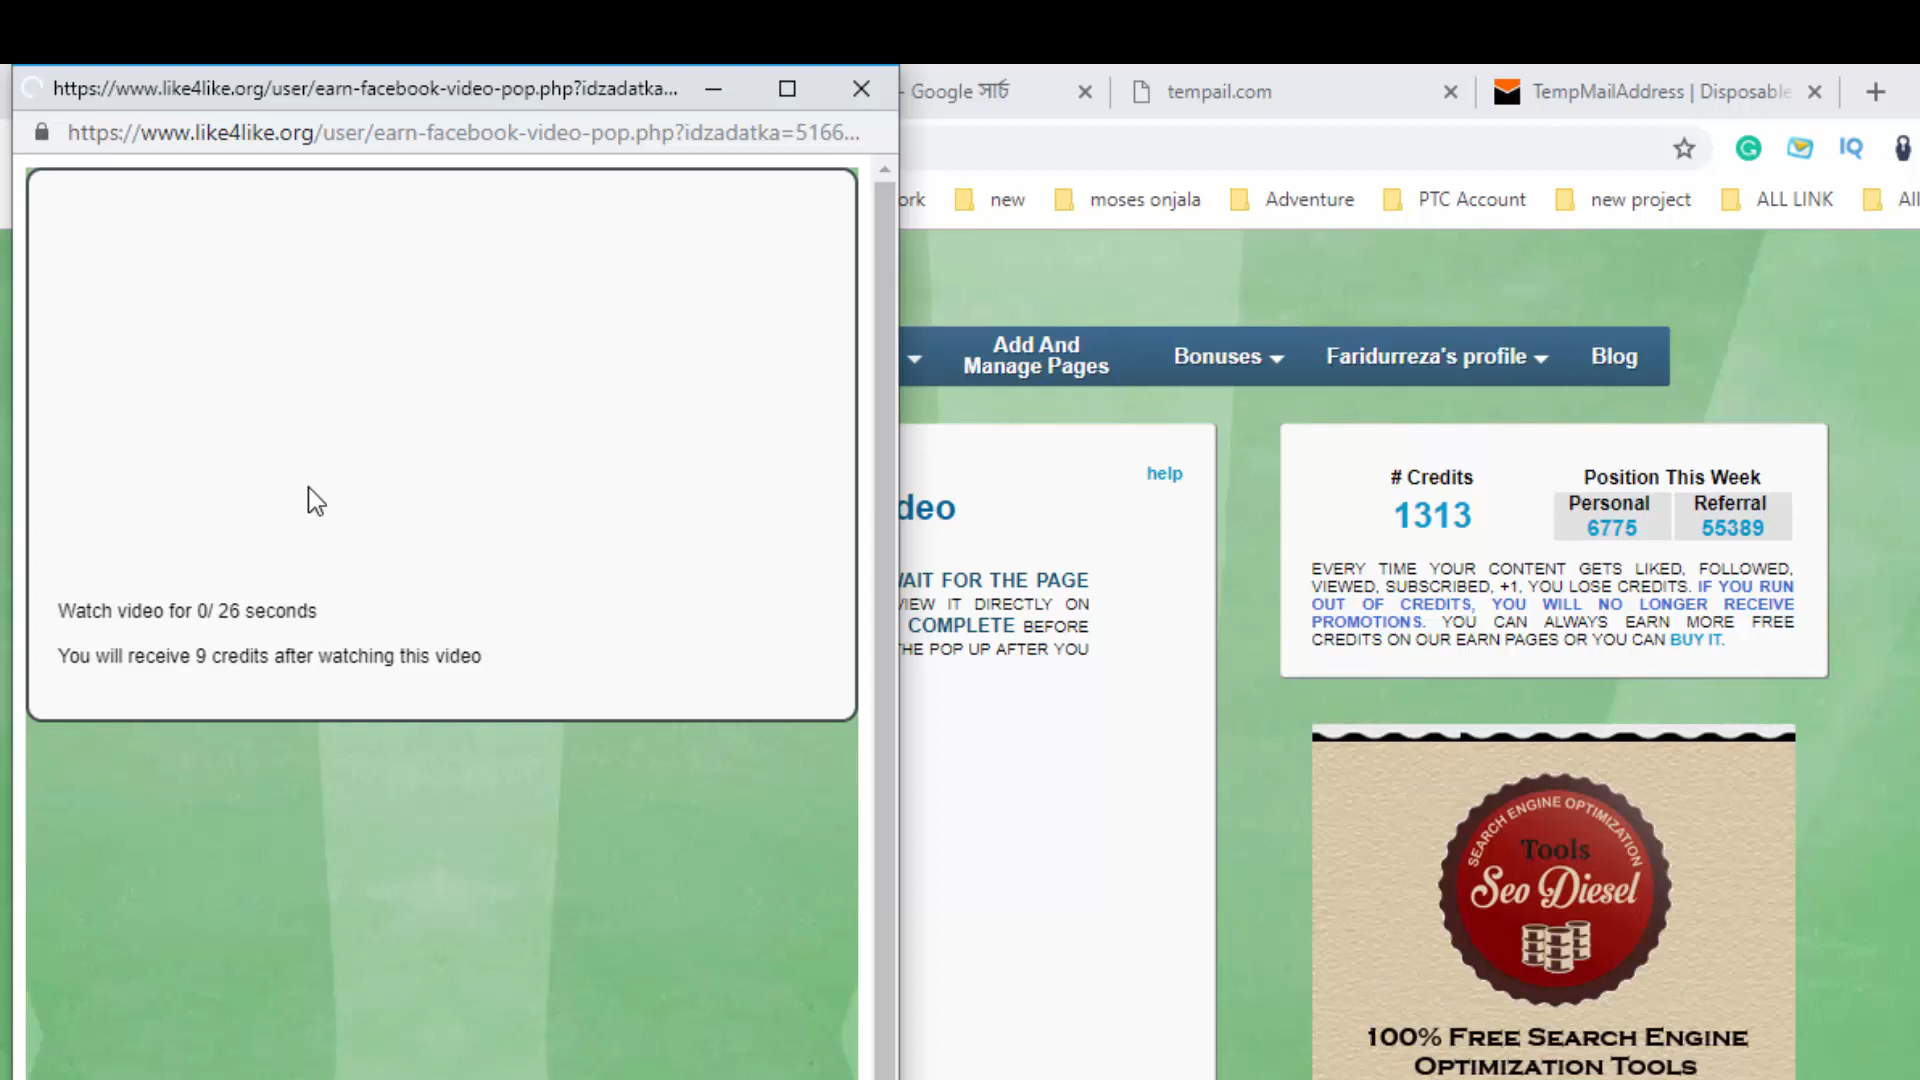 https://www.like4like.org/user/earn-facebook-video-pop.php?idzadatka...
https://www.like4like.org/user/earn-facebook-video-pop.php?idzadatka=5166...
Watch video for 0/ 26 seconds
You will receive 9 credits after watching this video
- Google সার্চ
tempail.com
TempMailAddress | Disposable
IQ
ork
new
moses onjala
Adventure
PTC Account
new project
ALL LINK
All
Add And
Manage Pages
Bonuses
Faridurreza's profile
Blog
help
deo
WAIT FOR THE PAGE
VIEW IT DIRECTLY ON
COMPLETE BEFORE
THE POP UP AFTER YOU
# Credits
1313
Position This Week
Personal
6775
Referral
55389
EVERY TIME YOUR CONTENT GETS LIKED, FOLLOWED,
VIEWED, SUBSCRIBED, +1, YOU LOSE CREDITS. IF YOU RUN
OUT OF CREDITS, YOU WILL NO LONGER RECEIVE
PROMOTIONS. YOU CAN ALWAYS EARN MORE FREE
CREDITS ON OUR EARN PAGES OR YOU CAN BUY IT.
SEARCH ENGINE OPTIMIZATION
Tools
Seo Diesel
100% FREE SEARCH ENGINE
OPTIMIZATION TOOLS